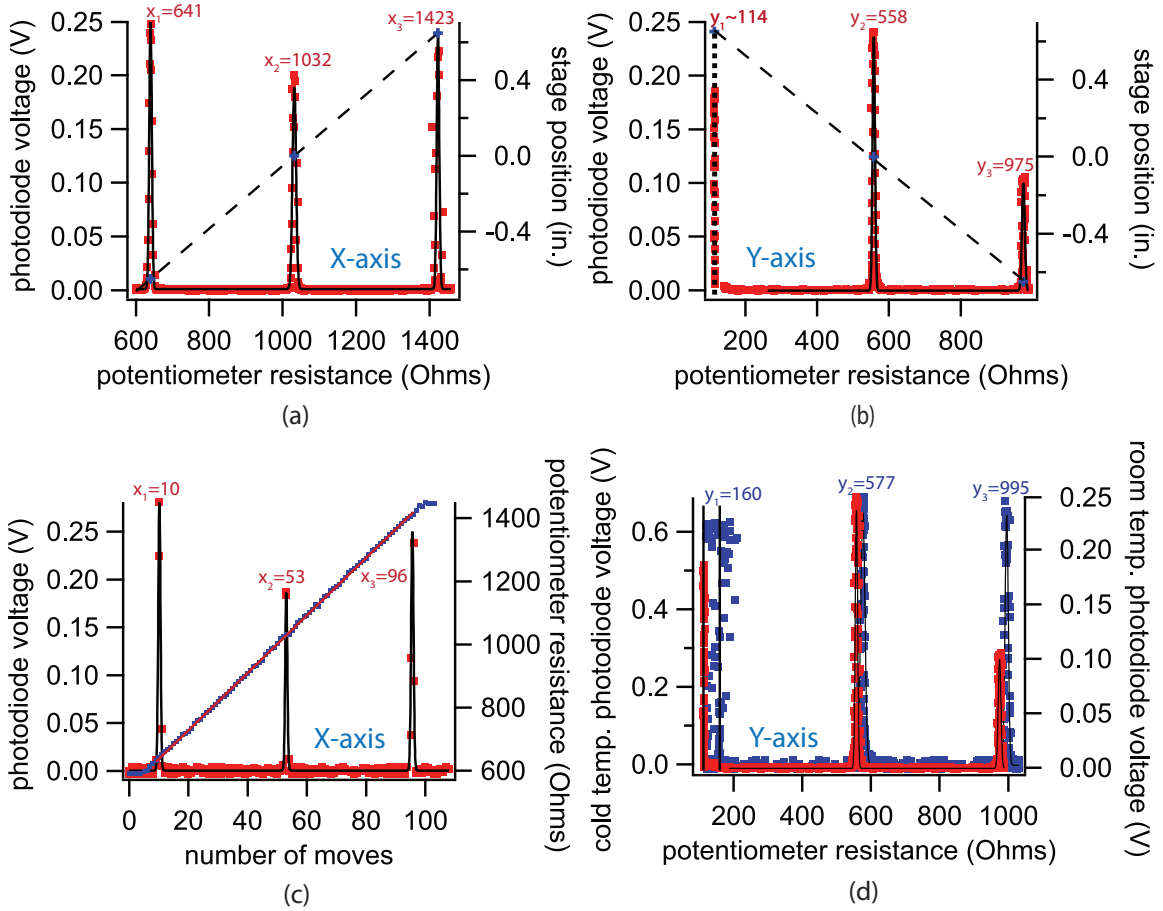 x1=641
x2=1032
x3=1423
photodiode voltage (V)
0.25
0.20
0.15
0.10
0.05
0.00
0.4
0.0
-0.4
stage position (in.)
X-axis
600
800
1000
1200
1400
potentiometer resistance (Ohms)
(a)
y1~114
y2=558
y3=975
photodiode voltage (V)
0.25
0.20
0.15
0.10
0.05
0.00
0.4
0.0
-0.4
stage position (in.)
Y-axis
200
400
600
800
potentiometer resistance (Ohms)
(b)
x1=10
x2=53
x3=96
photodiode voltage (V)
0.25
0.20
0.15
0.10
0.05
0.00
1400
1200
1000
800
600
potentiometer resistance (Ohms)
X-axis
0
20
40
60
80
100
number of moves
(c)
y1=160
y2=577
y3=995
cold temp. photodiode voltage (V)
0.6
0.4
0.2
0.0
0.25
0.20
0.15
0.10
0.05
0.00
room temp. photodiode voltage (V)
Y-axis
200
400
600
800
1000
potentiometer resistance (Ohms)
(d)